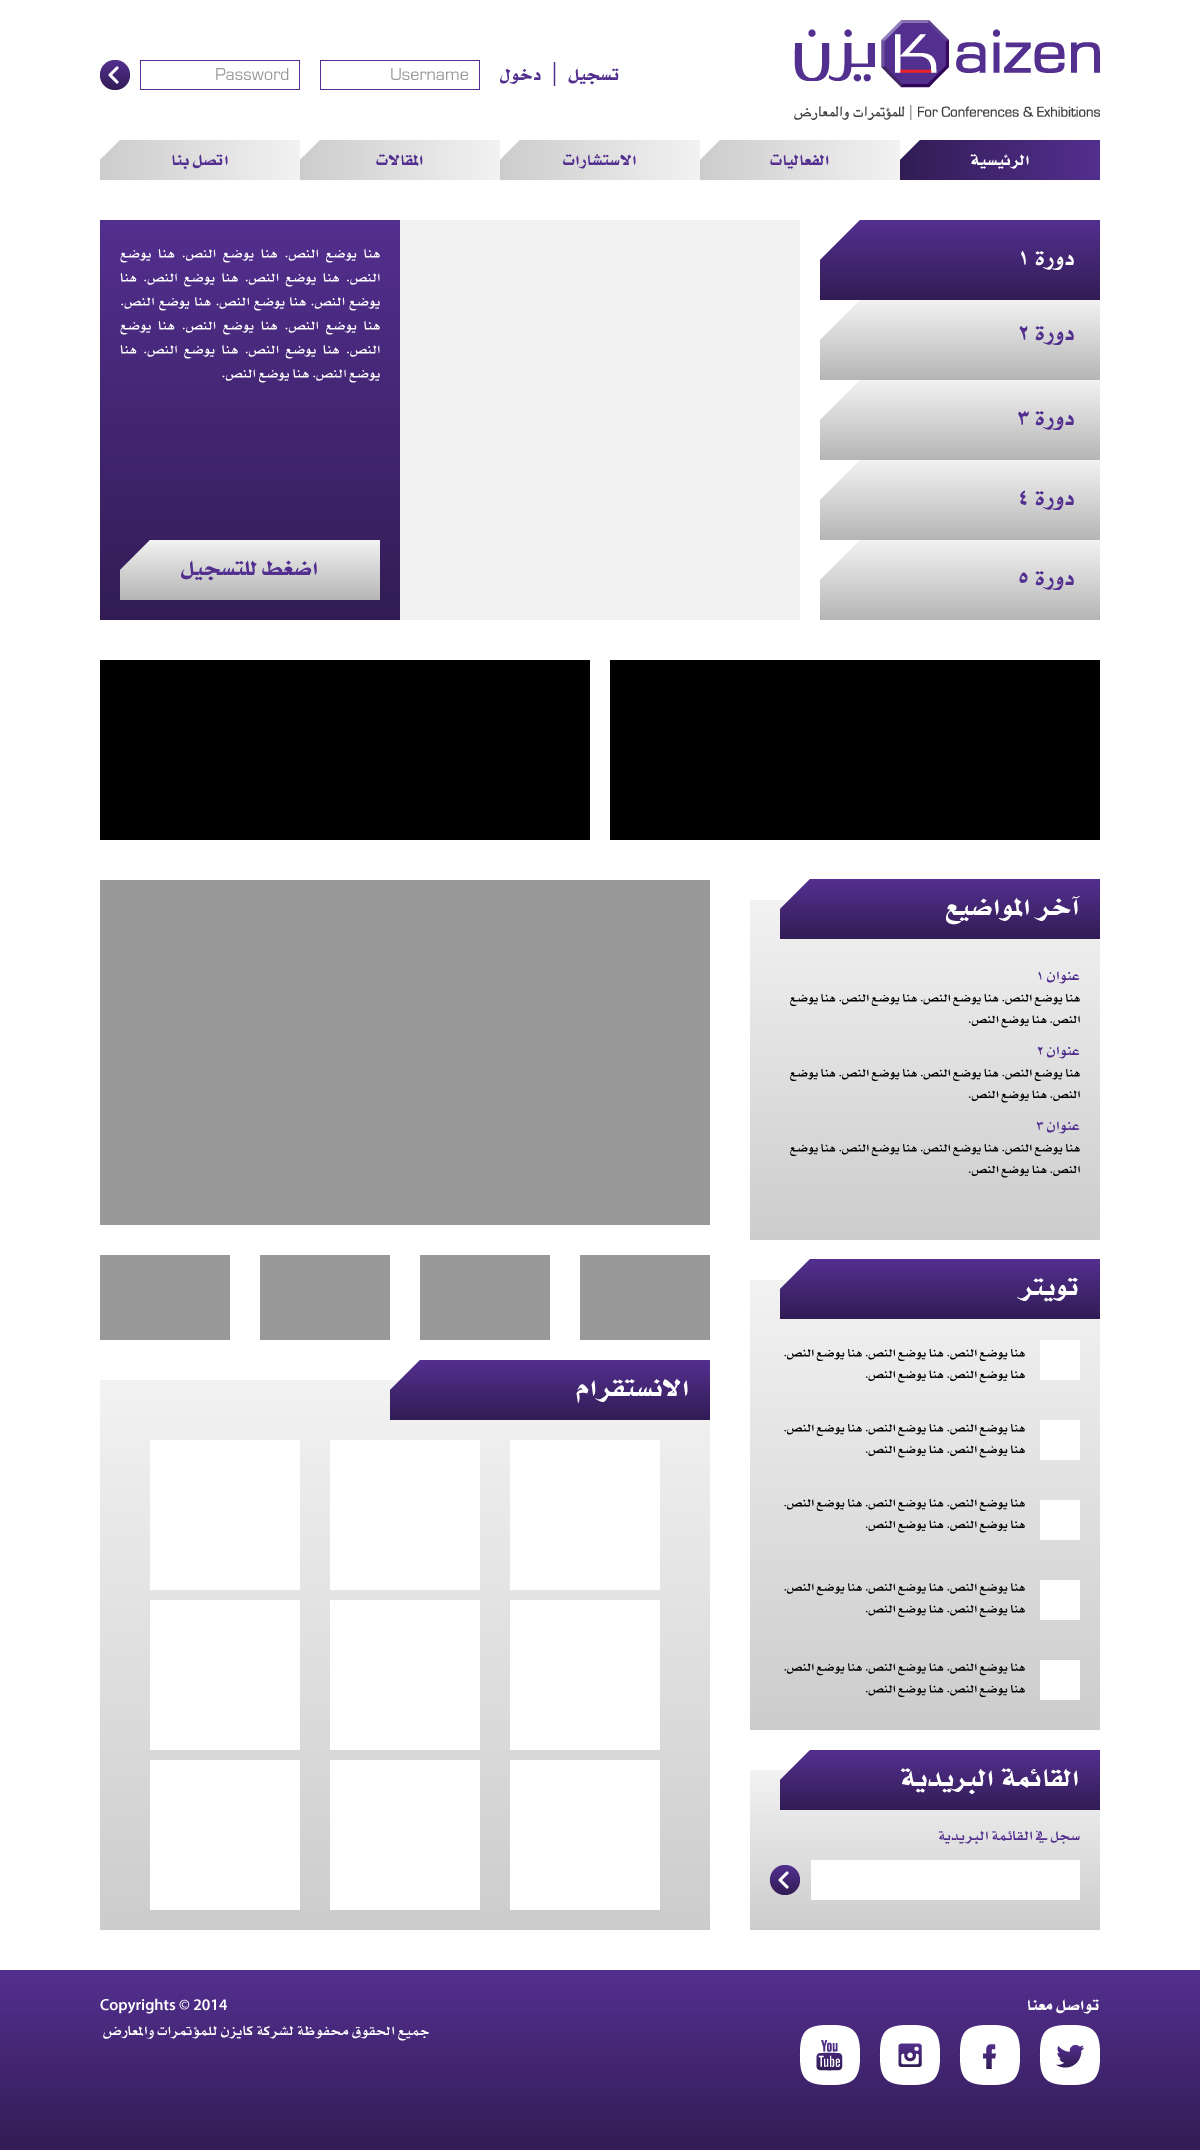 كايزن Kaizen
للمؤتمرات والمعارض | For Conferences & Exhibitions
تسجيل | دخول
Username
Password
الرئيسية
الفعاليات
الاستشارات
المقالات
اتصل بنا
دورة ١
دورة ٢
دورة ٣
دورة ٤
دورة ٥
هنا يوضع النص. هنا يوضع النص. هنا يوضع
النص. هنا يوضع النص. هنا يوضع النص. هنا
يوضع النص. هنا يوضع النص. هنا يوضع النص.
هنا يوضع النص. هنا يوضع النص. هنا يوضع
النص. هنا يوضع النص. هنا يوضع النص. هنا
يوضع النص. هنا يوضع النص.
اضغط للتسجيل
آخر المواضيع
عنوان ١
هنا يوضع النص. هنا يوضع النص. هنا يوضع النص. هنا يوضع
النص. هنا يوضع النص.
عنوان ٢
هنا يوضع النص. هنا يوضع النص. هنا يوضع النص. هنا يوضع
النص. هنا يوضع النص.
عنوان ٣
هنا يوضع النص. هنا يوضع النص. هنا يوضع النص. هنا يوضع
النص. هنا يوضع النص.
تويتر
هنا يوضع النص. هنا يوضع النص. هنا يوضع النص.
هنا يوضع النص. هنا يوضع النص.
هنا يوضع النص. هنا يوضع النص. هنا يوضع النص.
هنا يوضع النص. هنا يوضع النص.
هنا يوضع النص. هنا يوضع النص. هنا يوضع النص.
هنا يوضع النص. هنا يوضع النص.
هنا يوضع النص. هنا يوضع النص. هنا يوضع النص.
هنا يوضع النص. هنا يوضع النص.
هنا يوضع النص. هنا يوضع النص. هنا يوضع النص.
هنا يوضع النص. هنا يوضع النص.
الانستقرام
القائمة البريدية
سجل في القائمة البريدية
تواصل معنا
You
Tube
Copyrights © 2014
جميع الحقوق محفوظة لشركة كايزن للمؤتمرات والمعارض